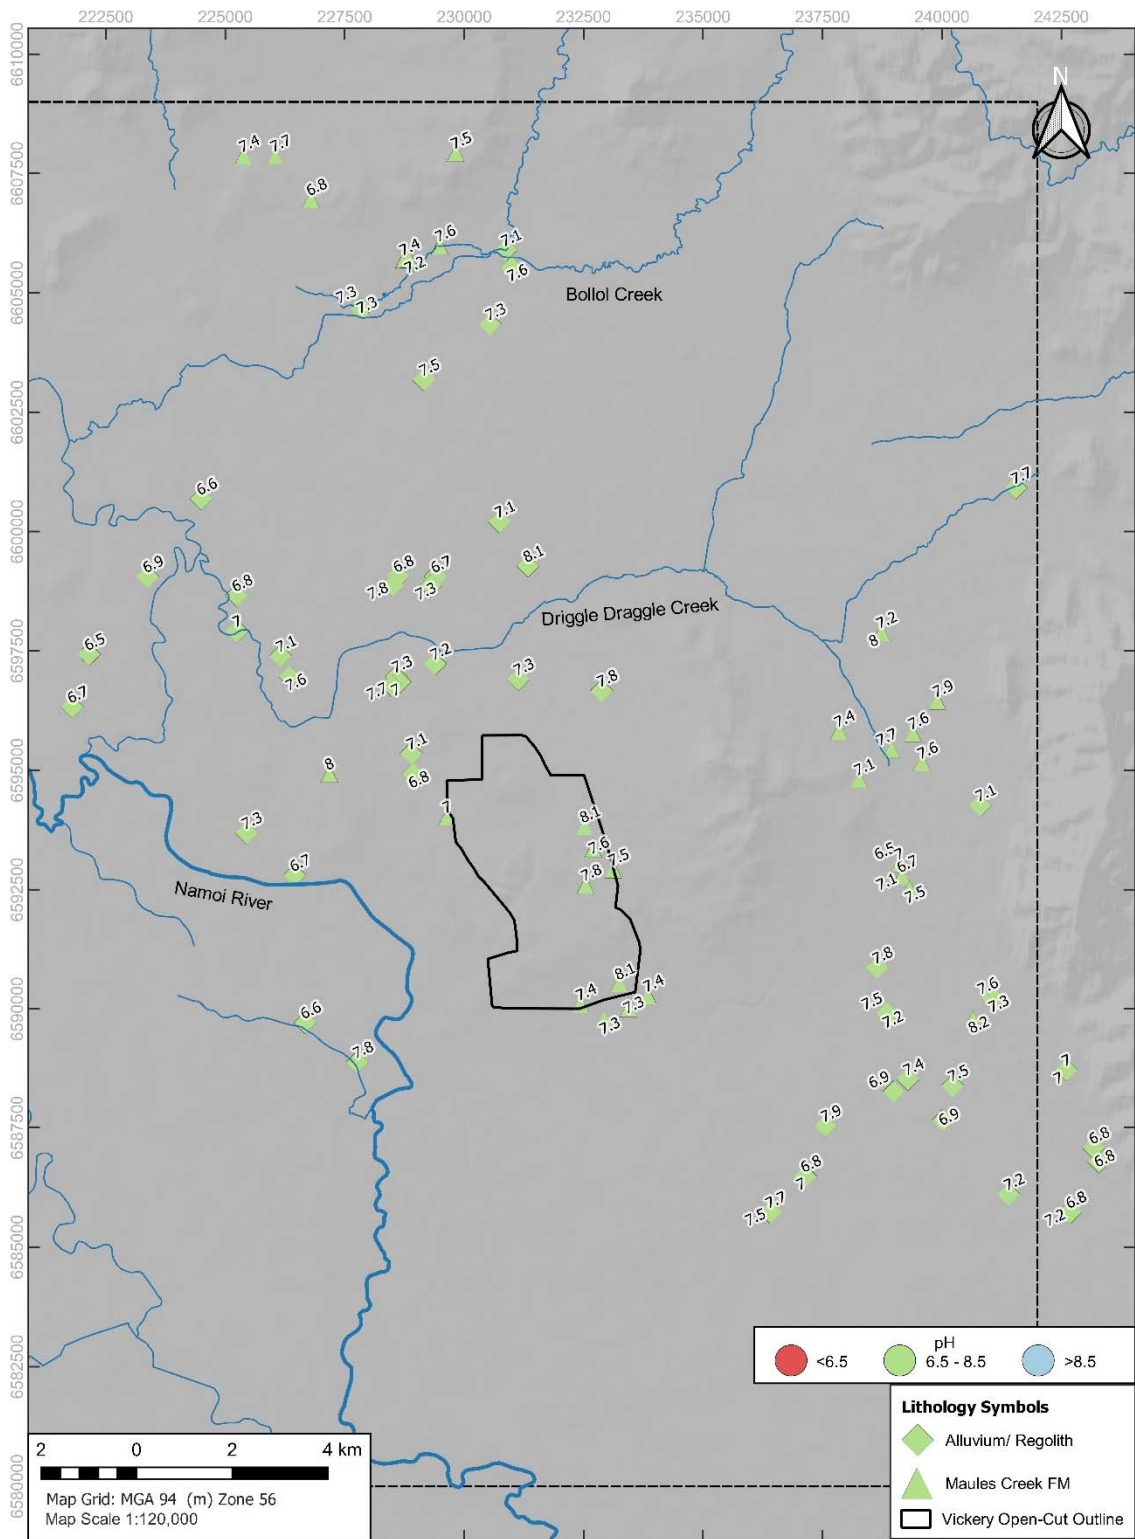 222500 225000 227500 230000 232500 235000 237500 240000 242500
6610000
N
7.4 7.7 7.5
6607500
6.8
7.4 7.6 7.1
7.2 7.6
7.3 7.3
6605000
Bollol Creek
7.3
7.5
6602500
6.6
7.7
7.1
6600000
6.9 6.8 6.8 6.7 8.1
7.8 7.3
Driggle Draggle Creek
7
7.2
8
6.5 7.1 7.3 7.2 7.3 7.8
6597500
7.6 7.7 7
6.7
7.9
7.4 7.7 7.6
7.6
7.1
8 7.1
6.8
6595000
7.1
7.3 7 8.1
7.6 7.5
7.8
6.5 7
6.7
7.1
7.5
6.7
6592500
Namoi River
7.8
8.1 7.4
7.4
7.3
7.3
7.5
7.2
7.6
7.3
8.2
6590000
6.6
7.8
6.9 7.4 7.5
7
7
6.9
6587500
7.9
6.8
7
6.8
6.8
7.7
7.5
7.2
6.8
7.2
6585000
pH
<6.5 6.5 - 8.5 >8.5
6582500
Lithology Symbols
Alluvium/ Regolith
Maules Creek FM
Vickery Open-Cut Outline
6580000
2 0 2 4 km
Map Grid: MGA 94 (m) Zone 56
Map Scale 1:120,000